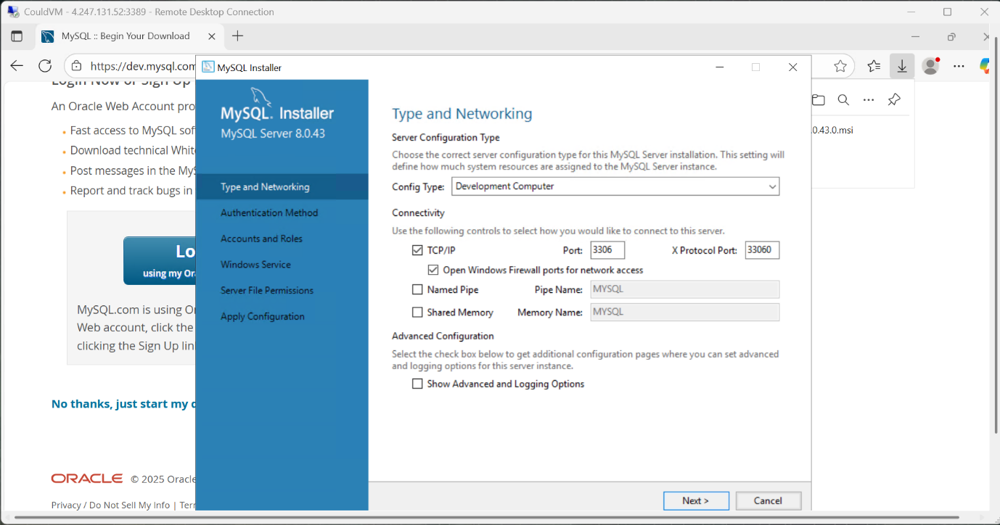 CouldVM - 4.247.131.52:3389 - Remote Desktop Connection
MySQL :: Begin Your Download
https://dev.mysql.com
MySQL Installer
Login Now or Sign Up
An Oracle Web Account
Fast access to MySQL
Download technical
Post messages in the
Report and track bugs in
using my
MySQL.com is using
Web account, click the
clicking the Sign Up
No thanks, just start my
ORACLE © 2025 Oracle
Privacy / Do Not Sell My Info |
MySQL. Installer
MySQL Server 8.0.43
Type and Networking
Authentication Method
Accounts and Roles
Windows Service
Server File Permissions
Apply Configuration
Type and Networking
Server Configuration Type
Choose the correct server configuration type for this MySQL Server installation. This setting will
define how much system resources are assigned to the MySQL Server instance.
Config Type: Development Computer
Connectivity
Use the following controls to select how you would like to connect to this server.
TCP/IP Port: 3306 X Protocol Port: 33060
Open Windows Firewall ports for network access
Named Pipe Pipe Name: MYSQL
Shared Memory Memory Name: MYSQL
Advanced Configuration
Select the check box below to get additional configuration pages where you can set advanced
and logging options for this server instance.
Show Advanced and Logging Options
Next > Cancel
.0.43.0.msi